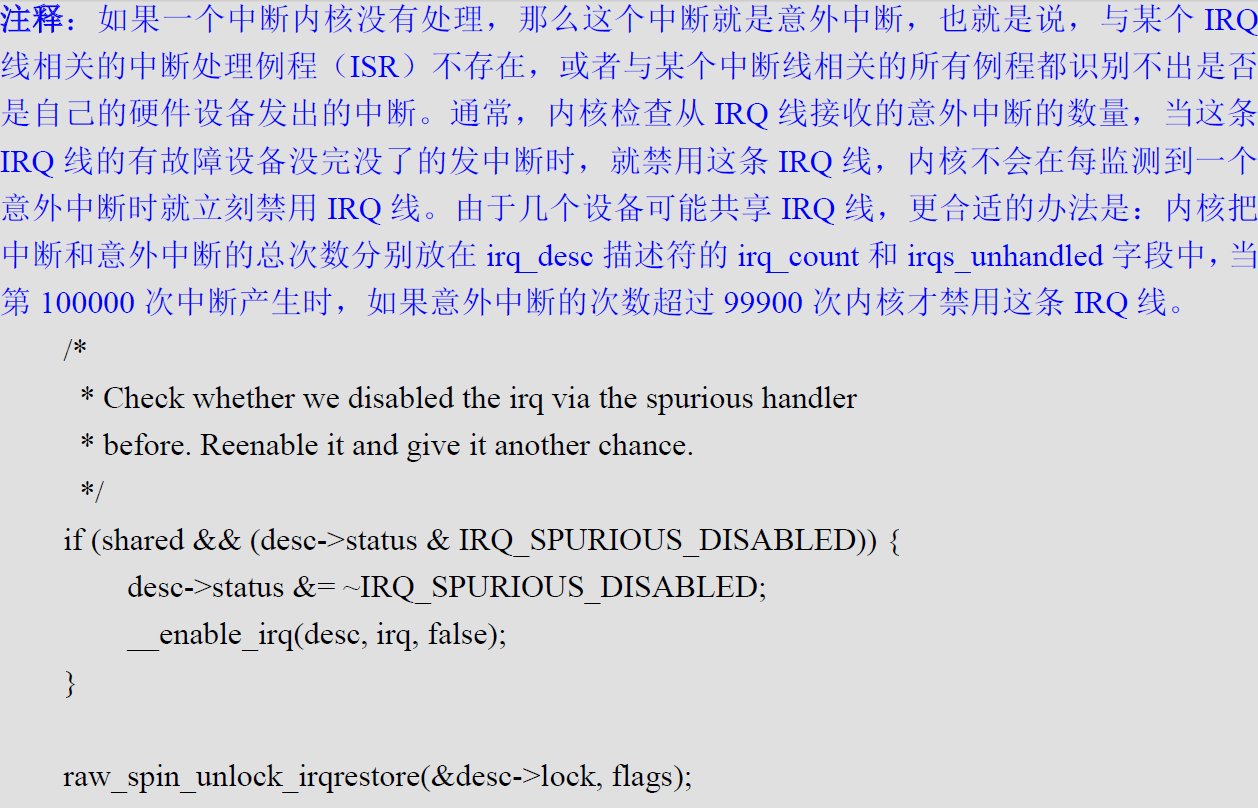 注释：如果一个中断内核没有处理，那么这个中断就是意外中断，也就是说，与某个 IRQ
线相关的中断处理例程（ISR）不存在，或者与某个中断线相关的所有例程都识别不出是否
是自己的硬件设备发出的中断。通常，内核检查从 IRQ 线接收的意外中断的数量，当这条
IRQ 线的有故障设备没完没了的发中断时，就禁用这条 IRQ 线，内核不会在每监测到一个
意外中断时就立刻禁用 IRQ 线。由于几个设备可能共享 IRQ 线，更合适的办法是：内核把
中断和意外中断的总次数分别放在 irq_desc 描述符的 irq_count 和 irqs_unhandled 字段中，当
第 100000 次中断产生时，如果意外中断的次数超过 99900 次内核才禁用这条 IRQ 线。
/*
* Check whether we disabled the irq via the spurious handler
* before. Reenable it and give it another chance.
*/
if (shared && (desc->status & IRQ_SPURIOUS_DISABLED)) {
desc->status &= ~IRQ_SPURIOUS_DISABLED;
__enable_irq(desc, irq, false);
}
raw_spin_unlock_irqrestore(&desc->lock, flags);